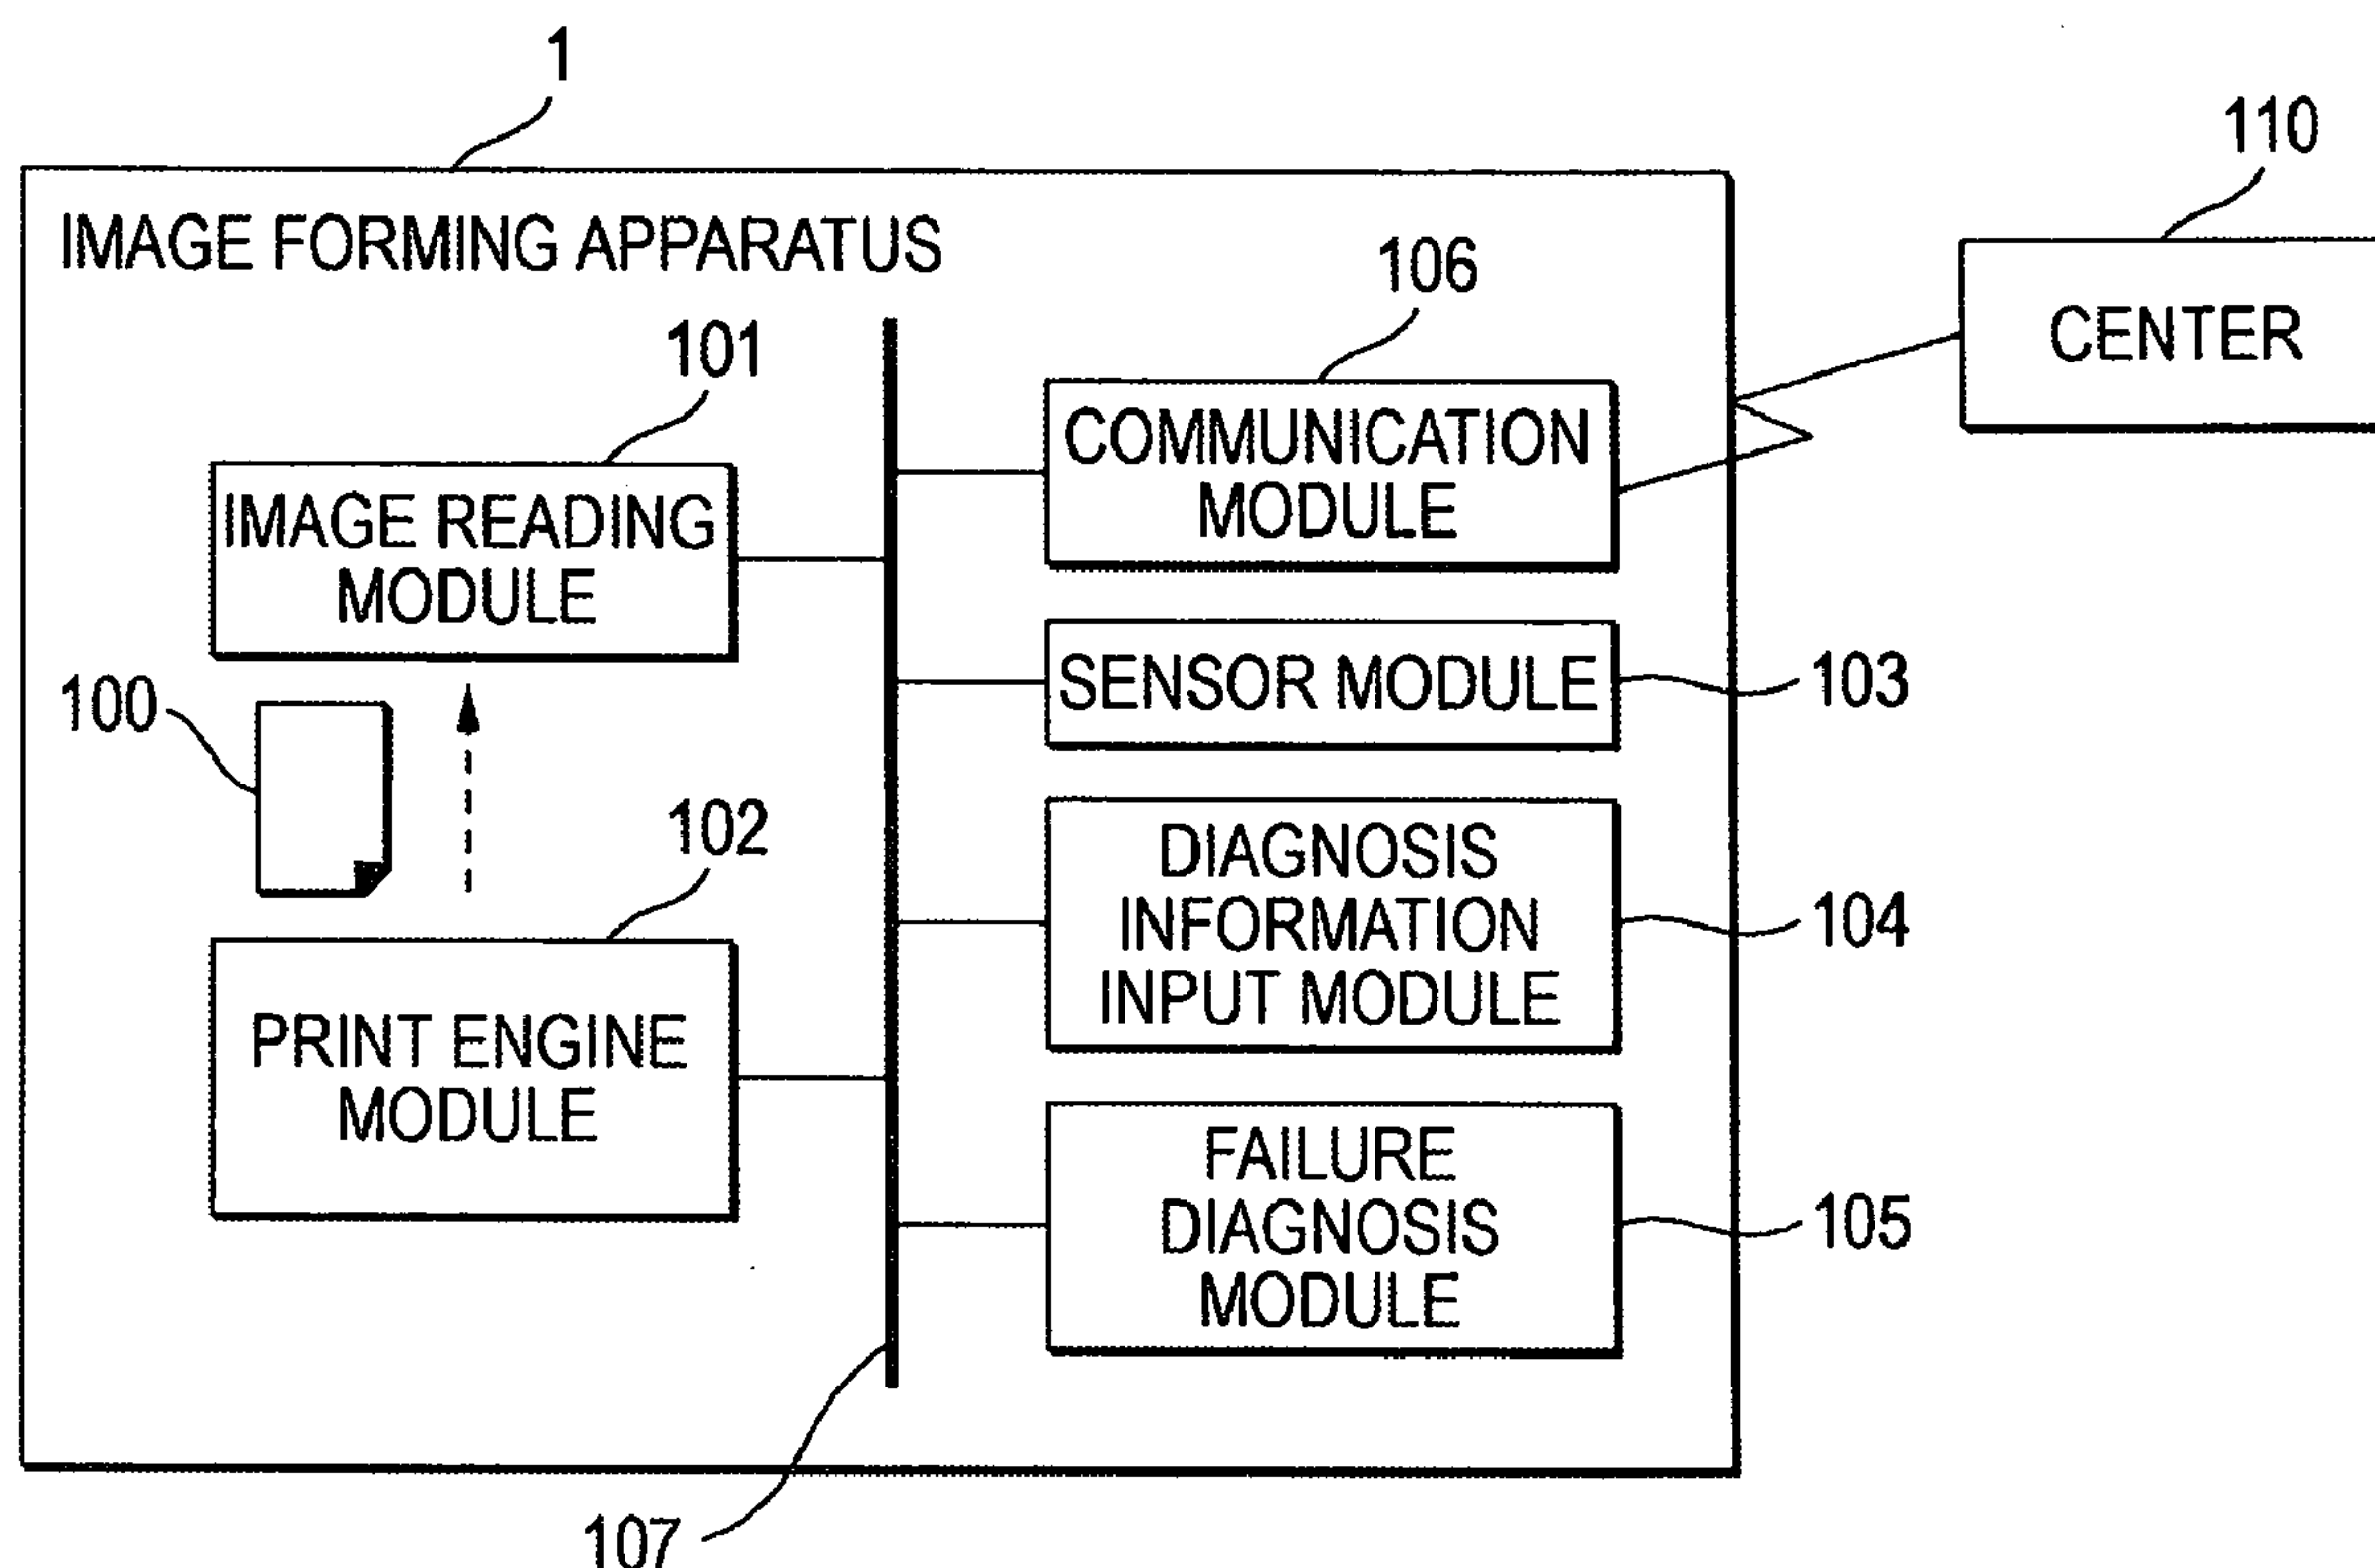 1
110
IMAGE FORMING APPARATUS
106
CENTER
101
COMMUNICATION
MODULE
IMAGE READING
MODULE
SENSOR MODULE
103
100
102
DIAGNOSIS
INFORMATION
INPUT MODULE
104
PRINT ENGINE
MODULE
FAILURE
DIAGNOSIS
MODULE
105
107